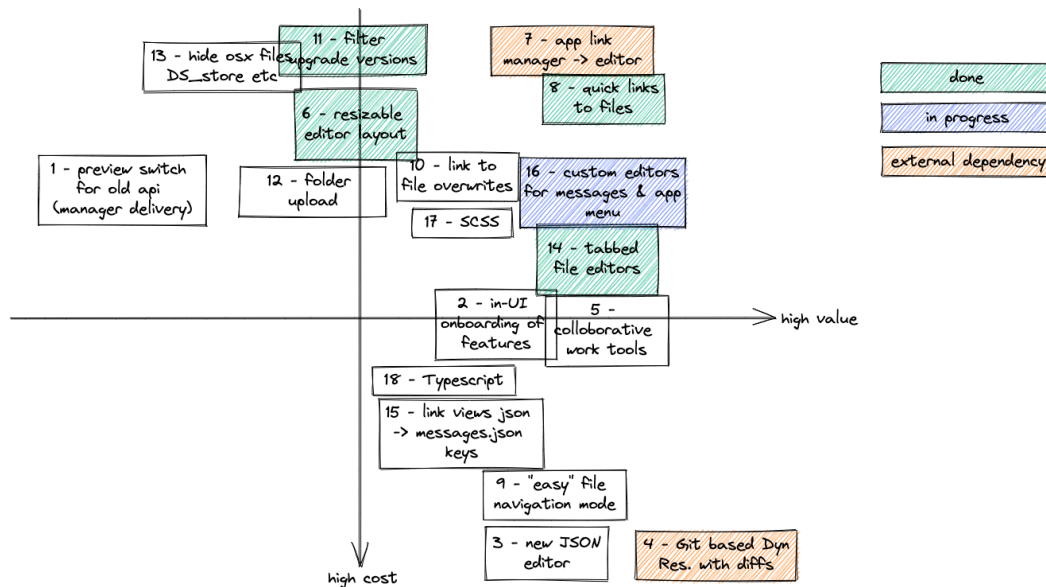 11 - filter
upgrade versions
13 - hide osx files
DS_store etc
7 - app link
manager -> editor
8 - quick links
to files
done
in progress
external dependency
6 - resizable
editor layout
1 - preview switch
for old api
(manager delivery)
12 - folder
upload
10 - link to
file overwrites
16 - custom editors
for messages & app
menu
17 - SCSS
14 - tabbed
file editors
2 - in-UI
onboarding of
features
5 -
colloborative
work tools
high value
18 - Typescript
15 - link views json
-> messages.json
keys
9 - "easy" file
navigation mode
3 - new JSON
editor
4 - Git based Dyn
Res. with diffs
high cost